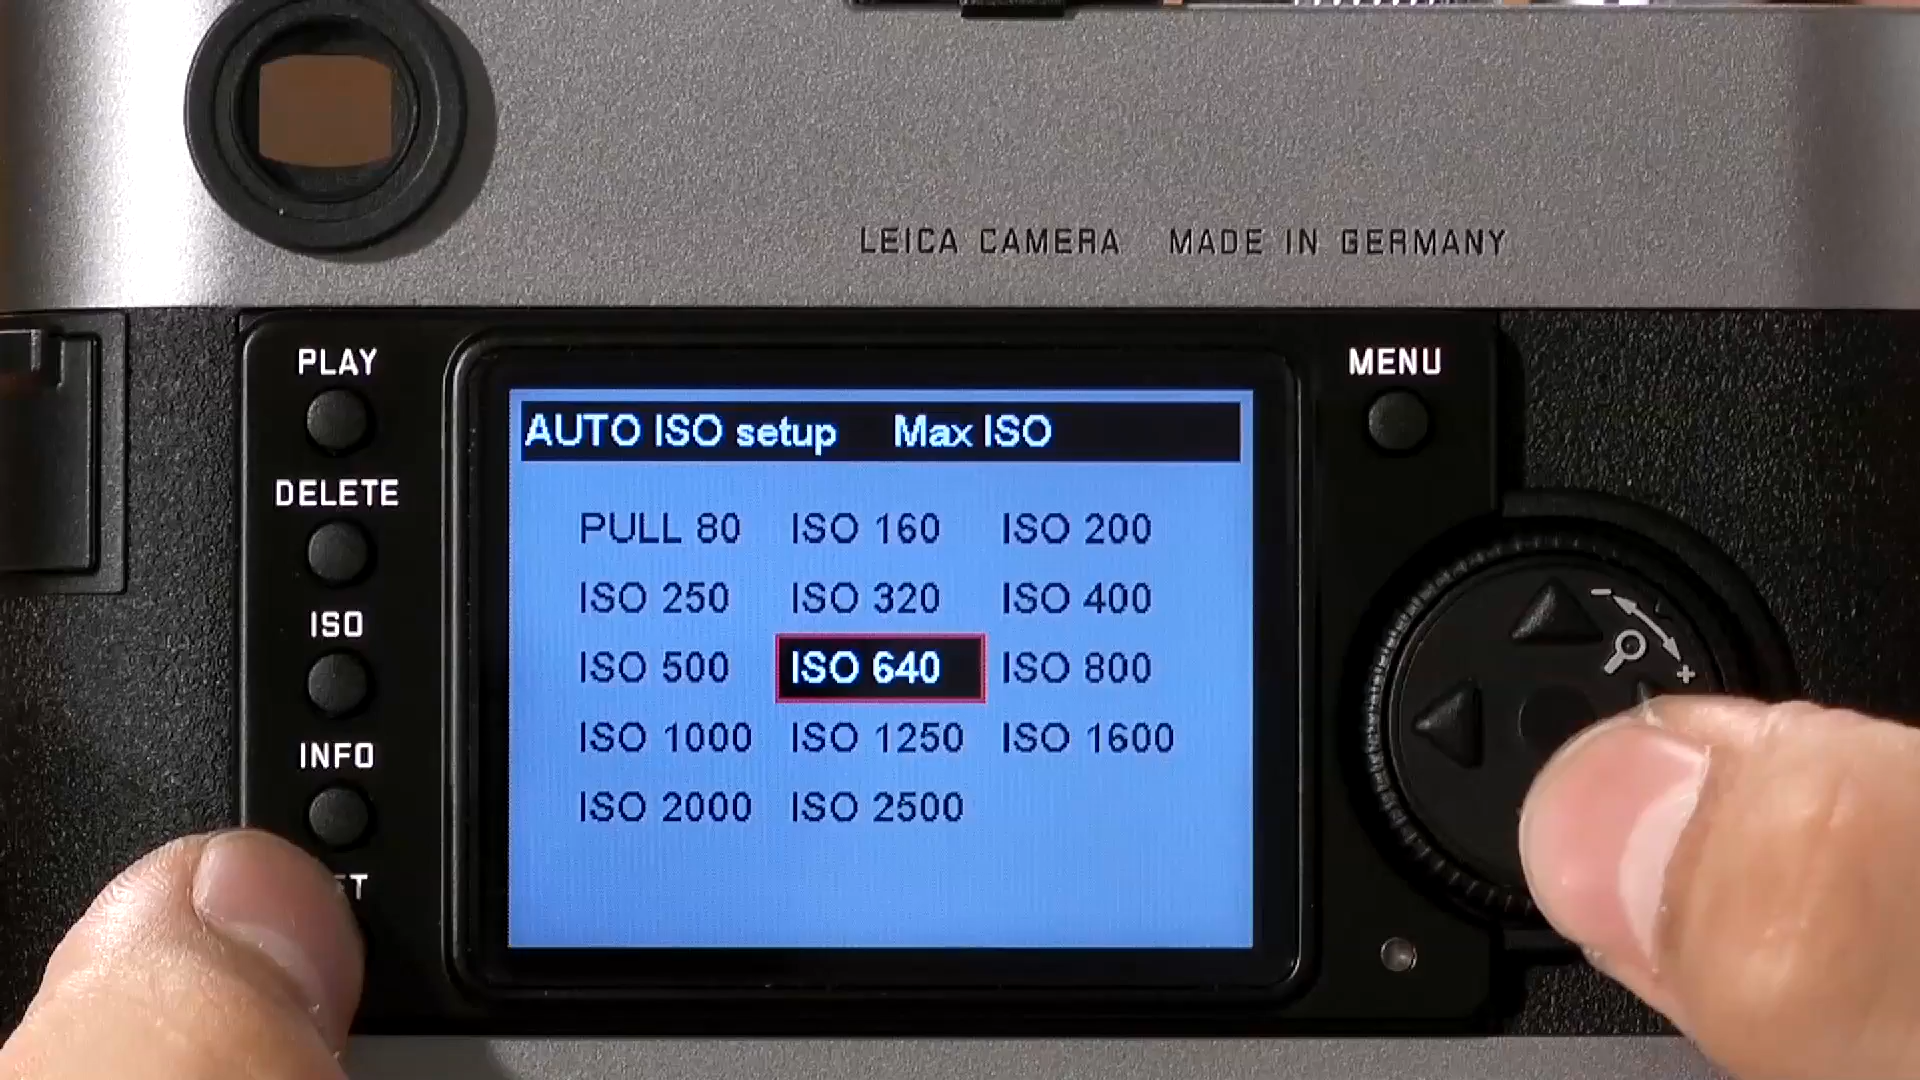 LEICA CAMERA MADE IN GERMANY
PLAY
MENU
AUTO ISO setup Max ISO
DELETE
PULL 80 ISO 160 ISO 200
ISO 250 ISO 320 ISO 400
ISO
ISO 500 ISO 640 ISO 800
INFO
ISO 1000 ISO 1250 ISO 1600
ISO 2000 ISO 2500